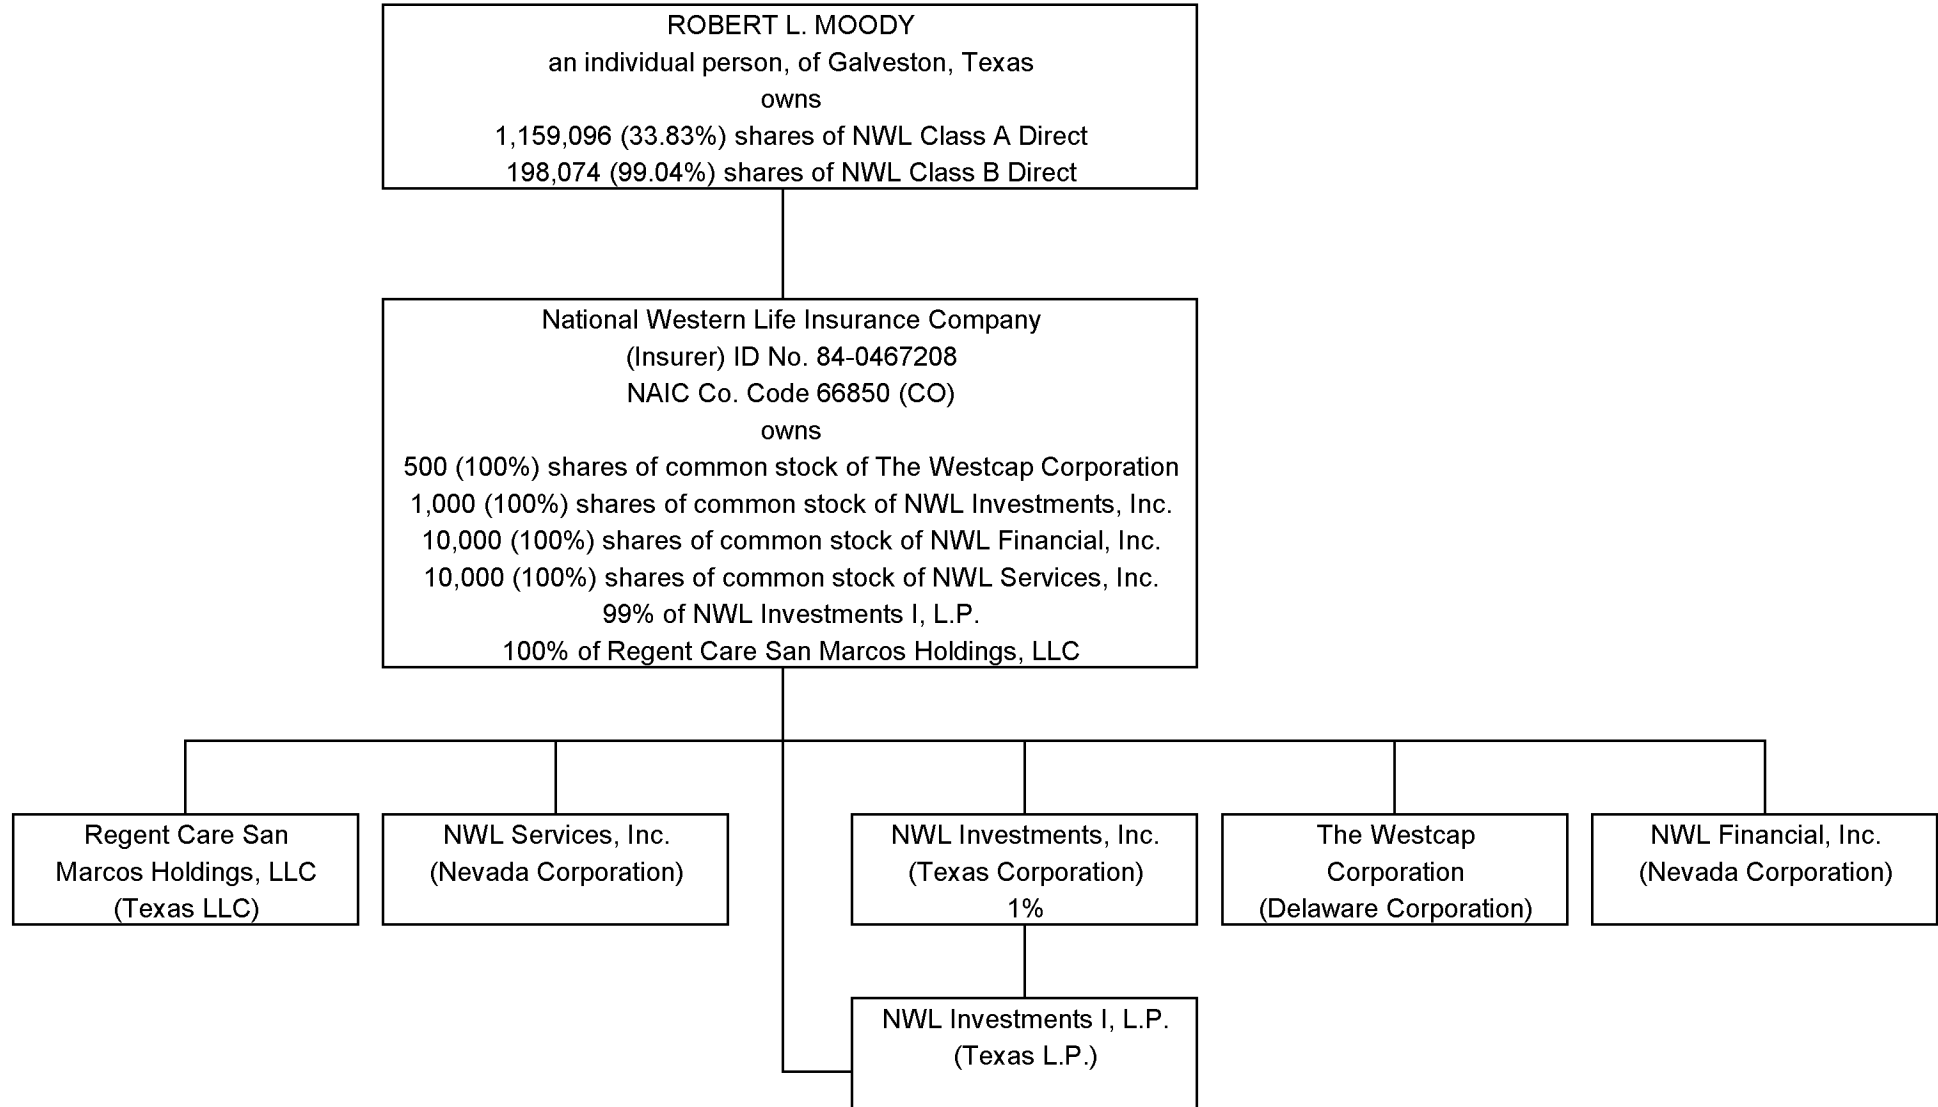 ROBERT L. MOODY
an individual person, of Galveston, Texas
owns
1,159,096 (33.83%) shares of NWL Class A Direct
198,074 (99.04%) shares of NWL Class B Direct
National Western Life Insurance Company
(Insurer) ID No. 84-0467208
NAIC Co. Code 66850 (CO)
owns
500 (100%) shares of common stock of The Westcap Corporation
1,000 (100%) shares of common stock of NWL Investments, Inc.
10,000 (100%) shares of common stock of NWL Financial, Inc.
10,000 (100%) shares of common stock of NWL Services, Inc.
99% of NWL Investments I, L.P.
100% of Regent Care San Marcos Holdings, LLC
Regent Care San
Marcos Holdings, LLC
(Texas LLC)
NWL Services, Inc.
(Nevada Corporation)
NWL Investments, Inc.
(Texas Corporation)
1%
The Westcap
Corporation
(Delaware Corporation)
NWL Financial, Inc.
(Nevada Corporation)
NWL Investments I, L.P.
(Texas L.P.)